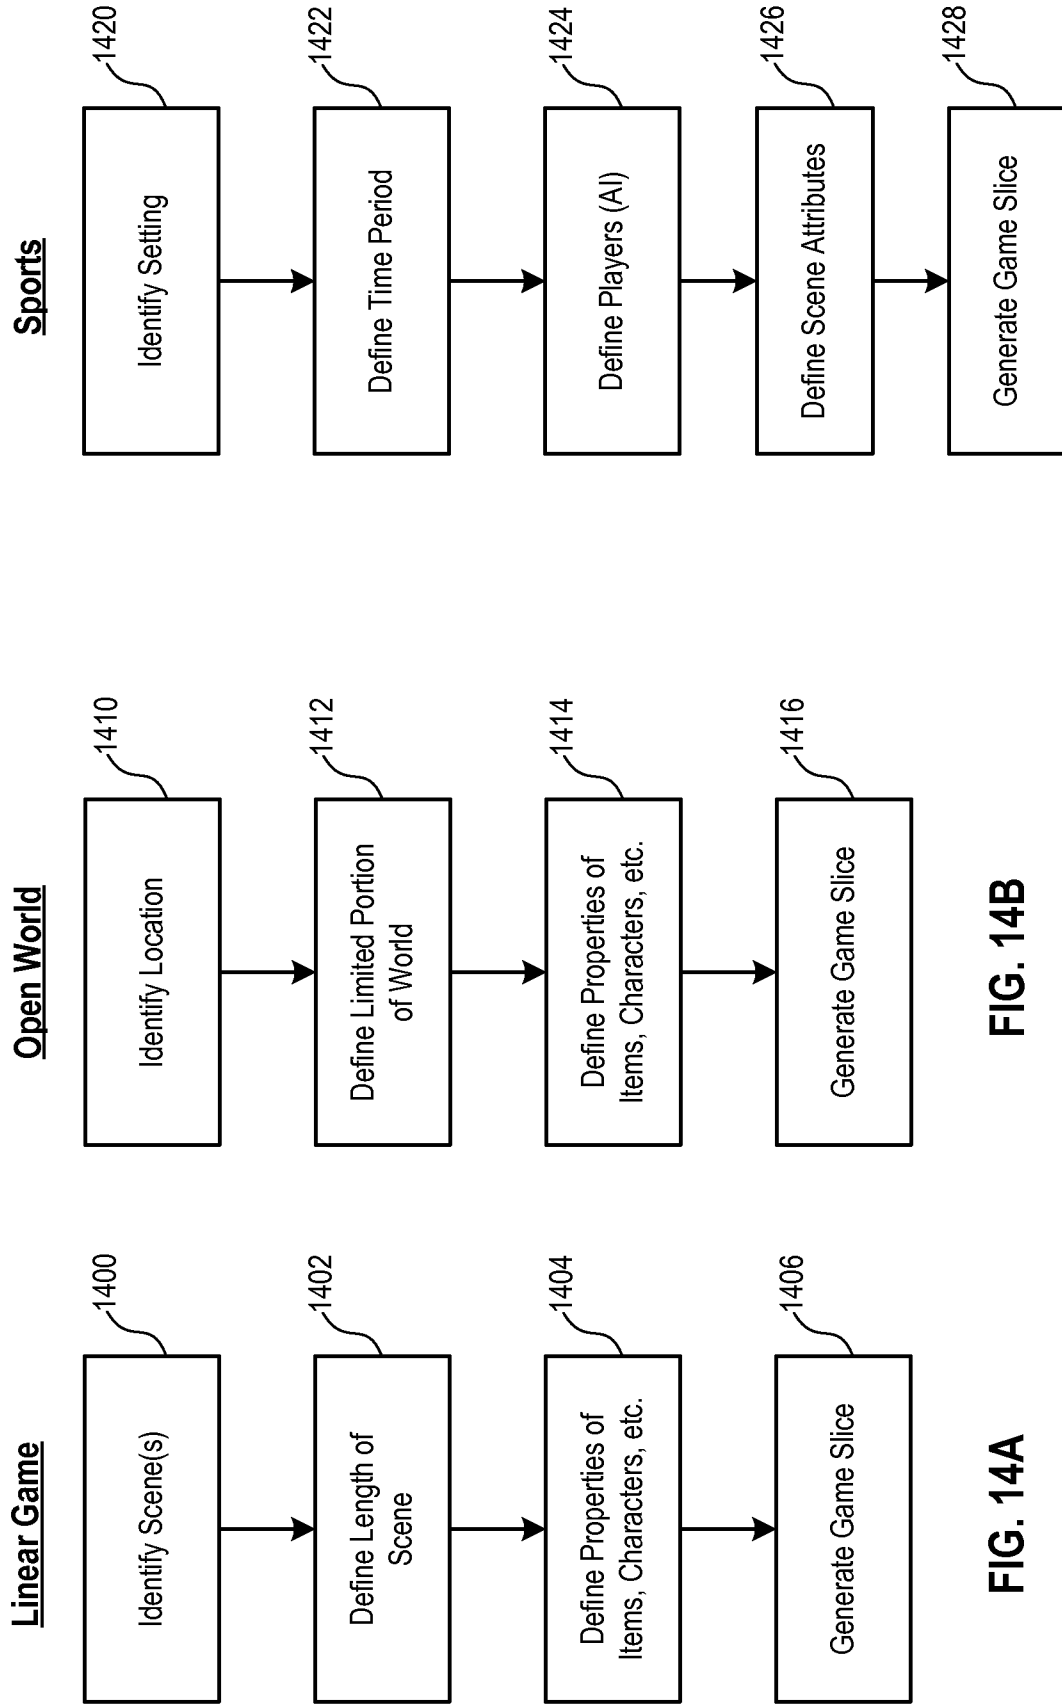 Linear Game
Identify Scene(s)
1400
Define Length of
Scene
1402
Define Properties of
Items, Characters, etc.
1404
Generate Game Slice
1406
FIG. 14A
Open World
Identify Location
1410
Define Limited Portion
of World
1412
Define Properties of
Items, Characters, etc.
1414
Generate Game Slice
1416
FIG. 14B
Sports
Identify Setting
1420
Define Time Period
1422
Define Players (AI)
1424
Define Scene Attributes
1426
Generate Game Slice
1428